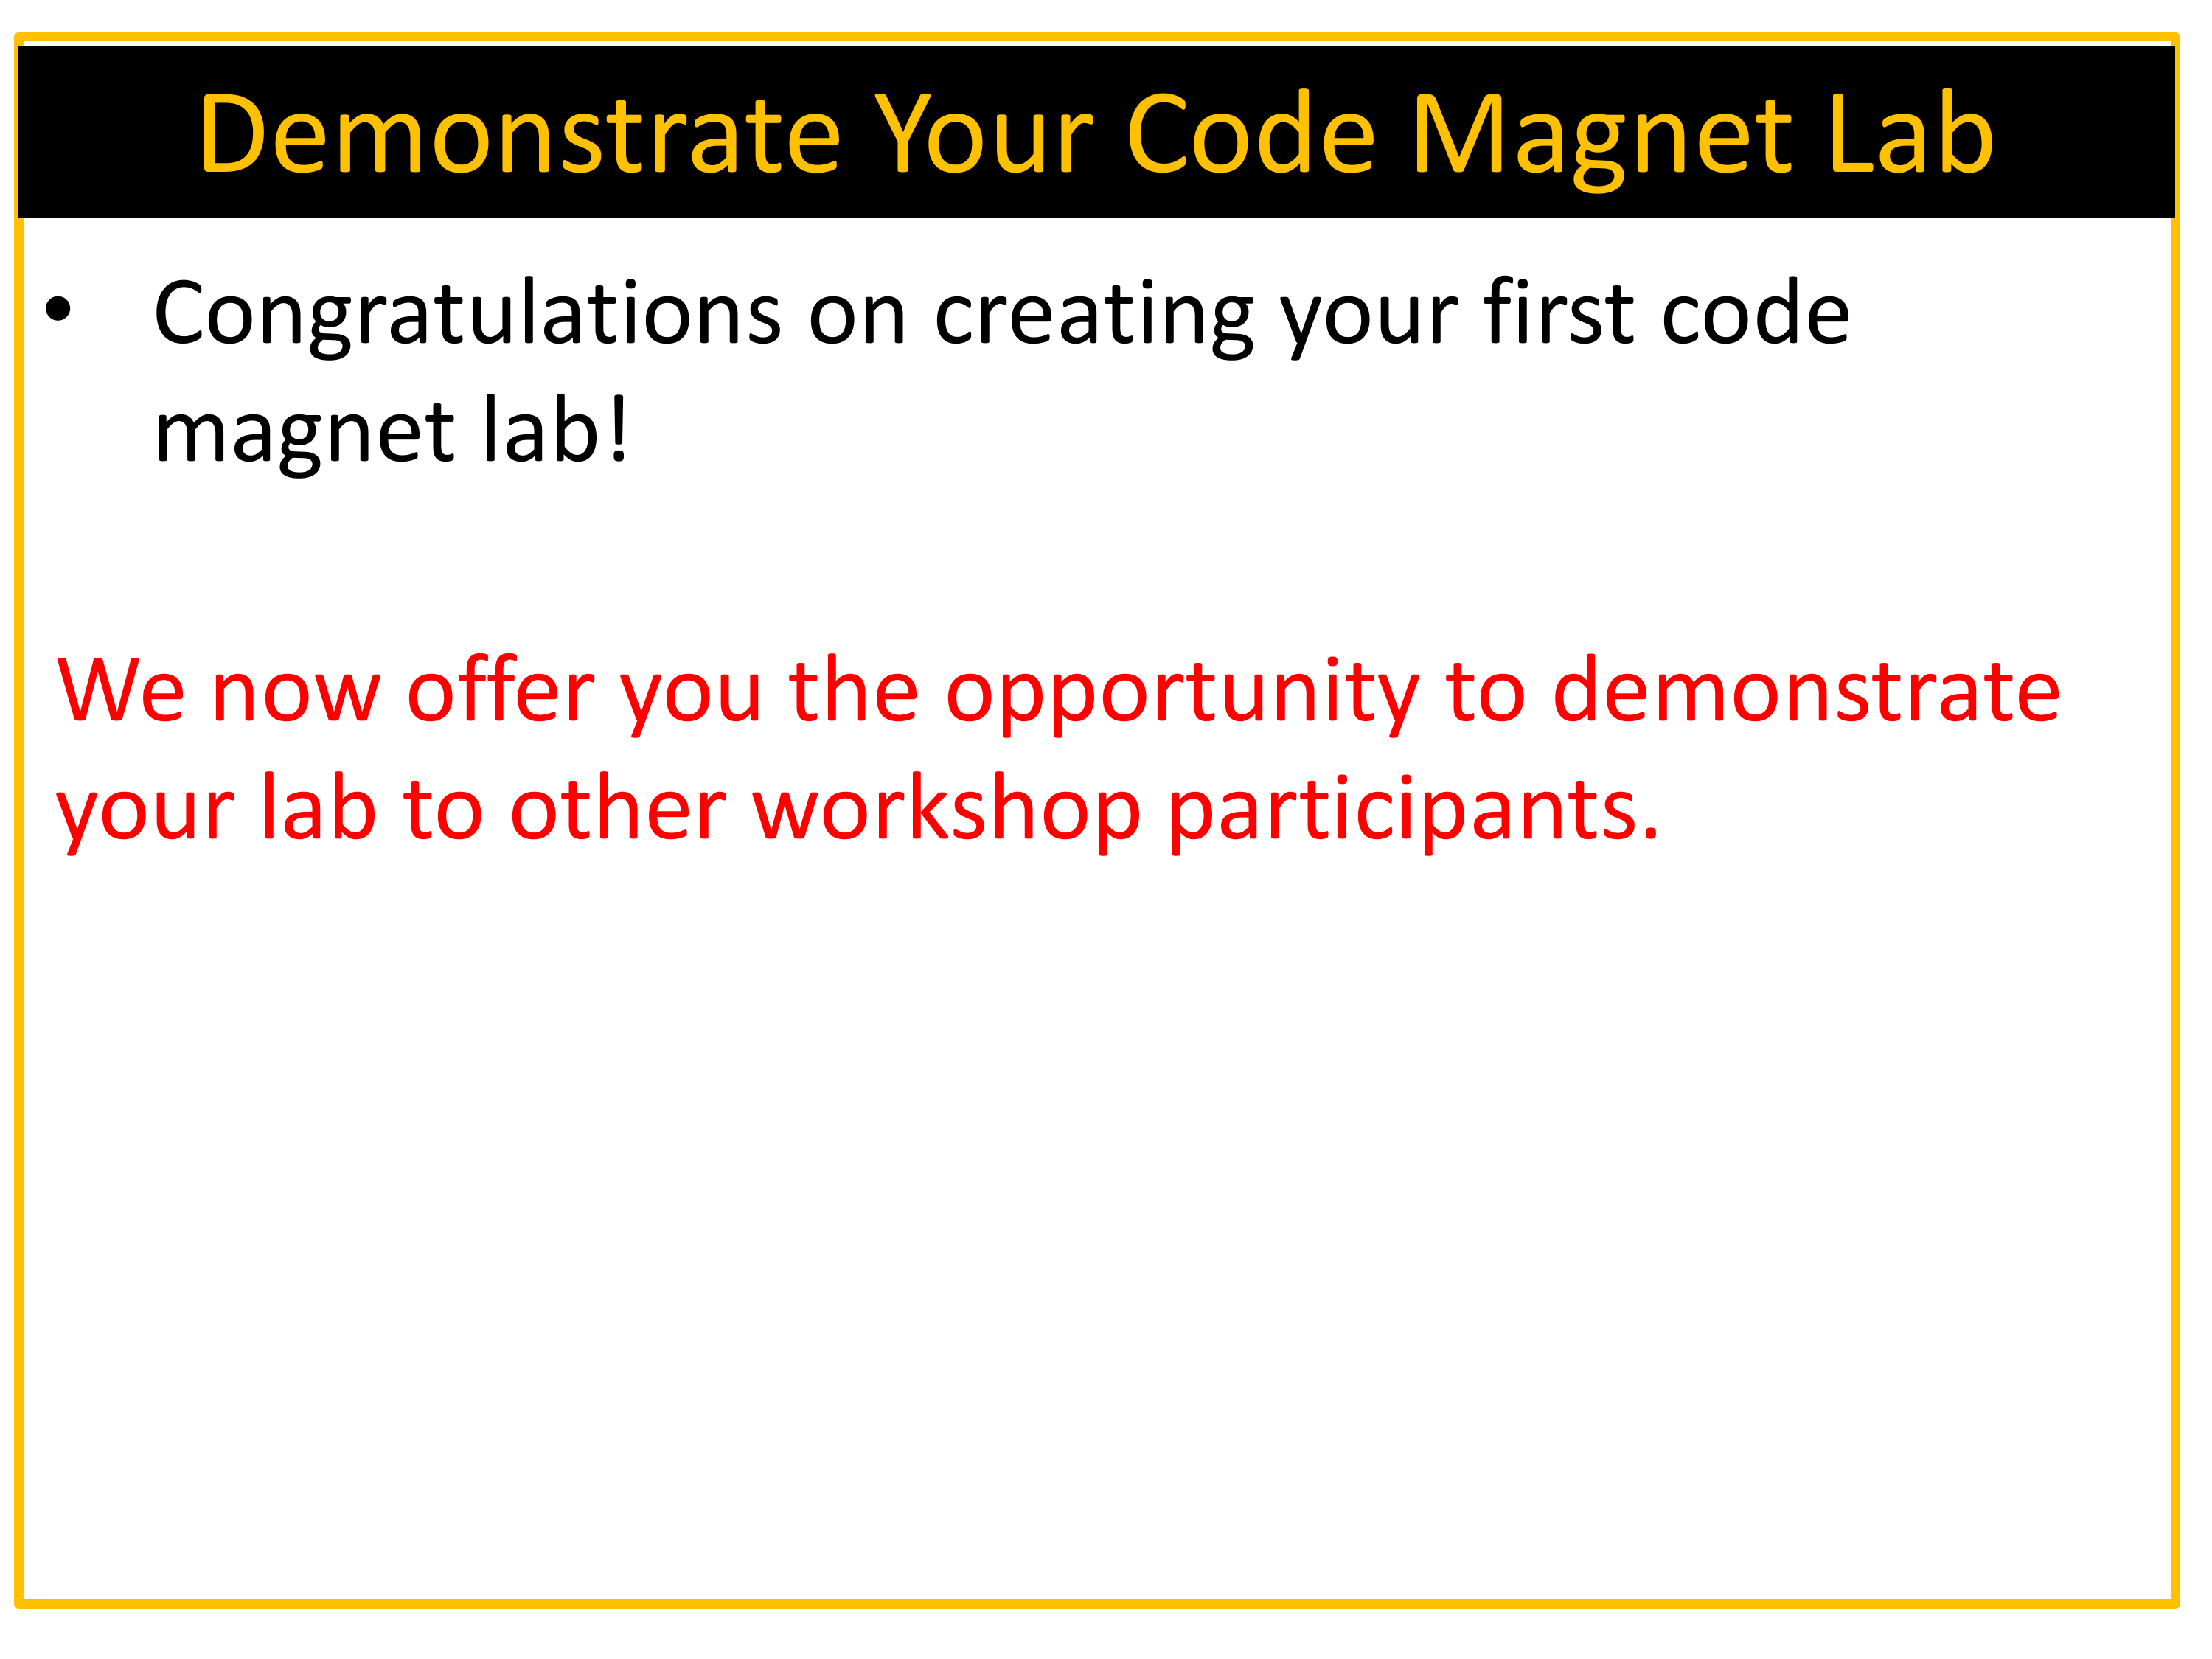 Demonstrate Your Code Magnet Lab
• Congratulations on creating your first code
magnet lab!
We now offer you the opportunity to demonstrate
your lab to other workshop participants.